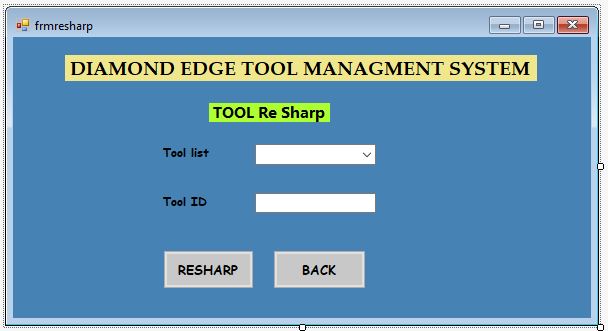 frmresharp
DIAMOND EDGE TOOL MANAGMENT SYSTEM
TOOL Re Sharp
Tool list
Tool ID
RESHARP BACK